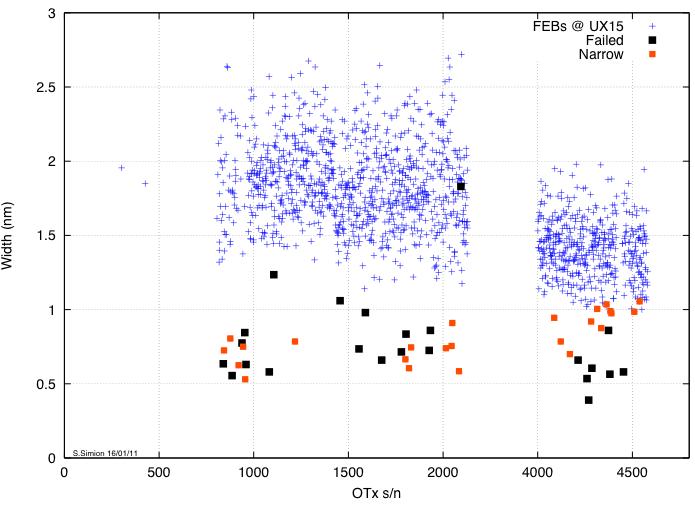 3
2.5
2
1.5
1
0.5
0
Width (nm)
FEBs @ UX15
Failed
Narrow
S.Simion 16/01/11
0 500 1000 1500 2000 4000 4500
OTx s/n